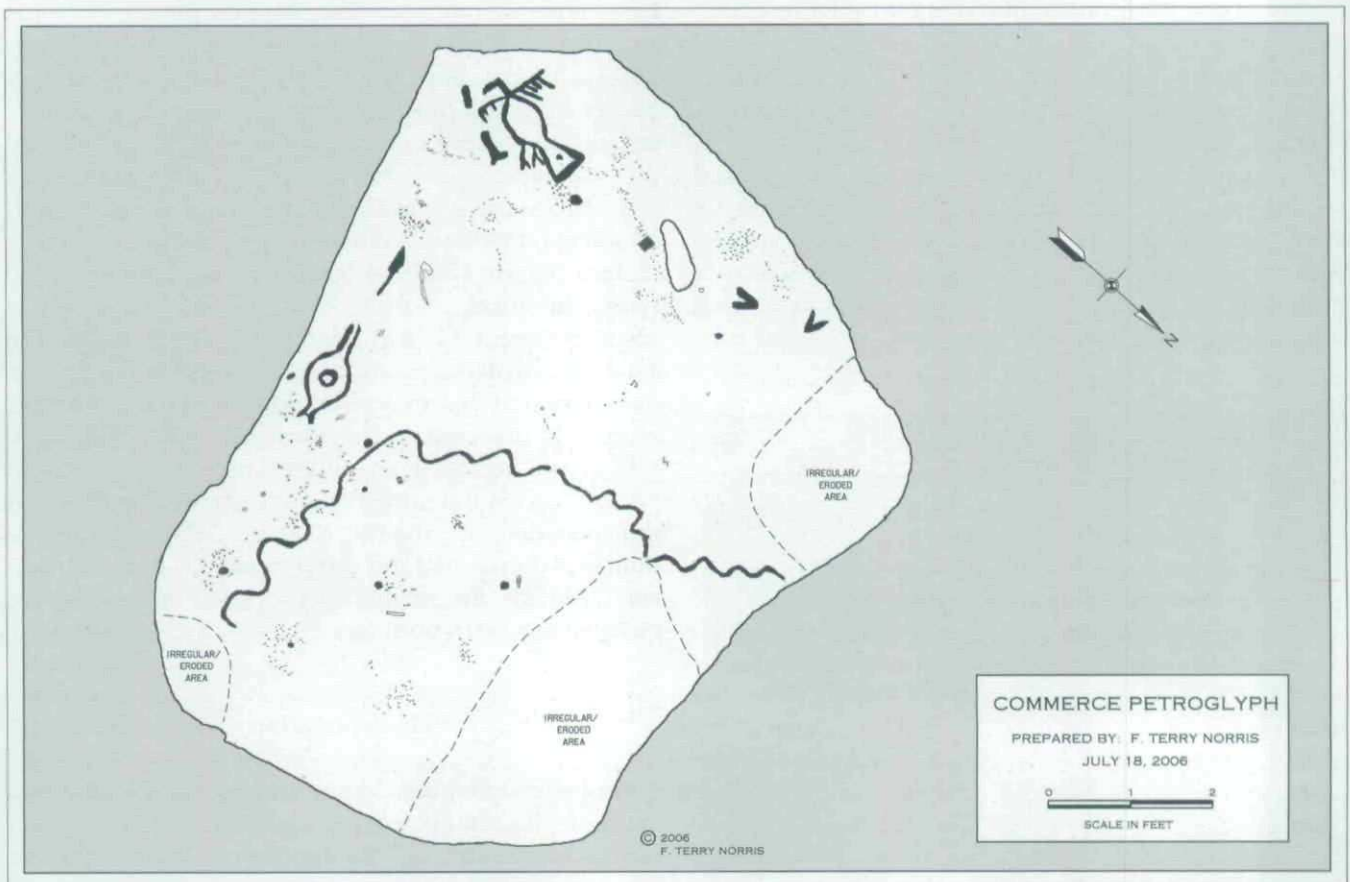 N
IRREGULAR/
ERODED
AREA
IRREGULAR/
ERODED
AREA
IRREGULAR/
ERODED
AREA
COMMERCE PETROGLYPH
PREPARED BY: F. TERRY NORRIS
JULY 18, 2006
0 1 2
SCALE IN FEET
© 2006
F. TERRY NORRIS